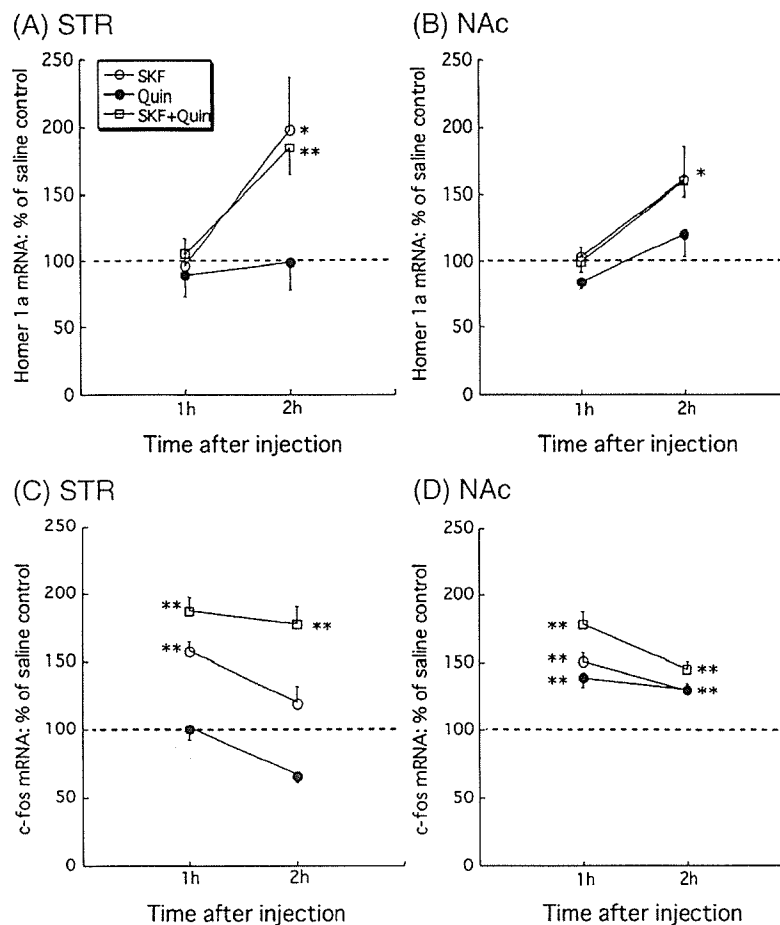 (A) STR
Homer 1a mRNA: % of saline control
250
200
150
100
50
0
SKF
Quin
SKF+Quin
*
**
1h
2h
Time after injection
(B) NAc
Homer 1a mRNA: % of saline control
250
200
150
100
50
0
*
1h
2h
Time after injection
(C) STR
c-fos mRNA: % of saline control
250
200
150
100
50
0
**
**
**
1h
2h
Time after injection
(D) NAc
c-fos mRNA: % of saline control
250
200
150
100
50
0
**
**
**
**
**
1h
2h
Time after injection